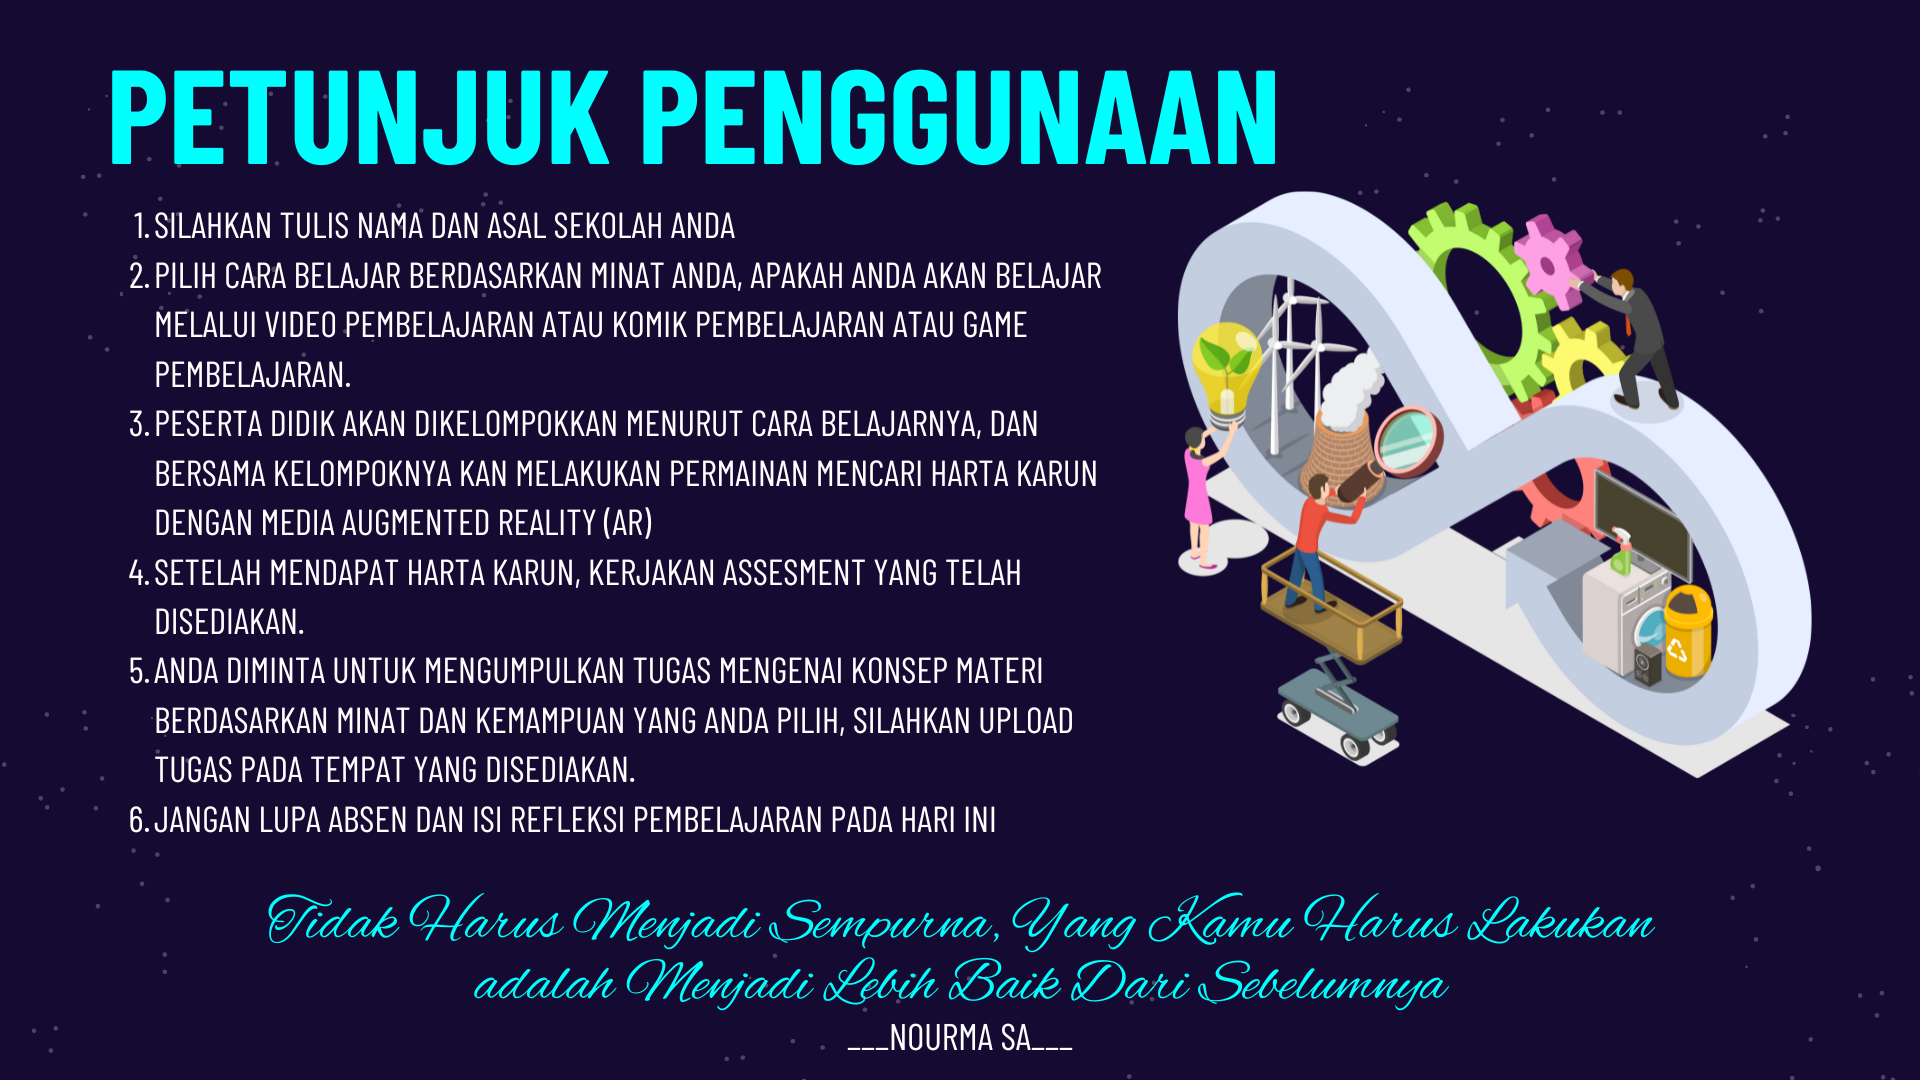 PETUNJUK PENGGUNAAN
1. SILAHKAN TULIS NAMA DAN ASAL SEKOLAH ANDA
2. PILIH CARA BELAJAR BERDASARKAN MINAT ANDA, APAKAH ANDA AKAN BELAJAR
MELALUI VIDEO PEMBELAJARAN ATAU KOMIK PEMBELAJARAN ATAU GAME
PEMBELAJARAN.
3. PESERTA DIDIK AKAN DIKELOMPOKKAN MENURUT CARA BELAJARNYA, DAN
BERSAMA KELOMPOKNYA KAN MELAKUKAN PERMAINAN MENCARI HARTA KARUN
DENGAN MEDIA AUGMENTED REALITY (AR)
4. SETELAH MENDAPAT HARTA KARUN, KERJAKAN ASSESMENT YANG TELAH
DISEDIAKAN.
5. ANDA DIMINTA UNTUK MENGUMPULKAN TUGAS MENGENAI KONSEP MATERI
BERDASARKAN MINAT DAN KEMAMPUAN YANG ANDA PILIH, SILAHKAN UPLOAD
TUGAS PADA TEMPAT YANG DISEDIAKAN.
6. JANGAN LUPA ABSEN DAN ISI REFLEKSI PEMBELAJARAN PADA HARI INI
Tidak Harus Menjadi Sempurna, Yang Kamu Harus Lakukan
adalah Menjadi Lebih Baik Dari Sebelumnya
___NOURMA SA___